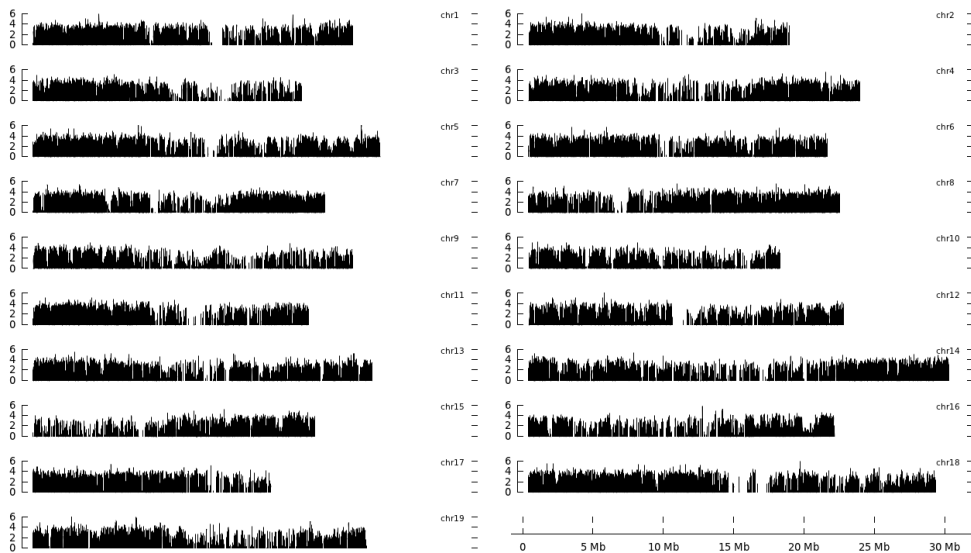 6 4 2 0 chr1
6 4 2 0 chr2
6 4 2 0 chr3
6 4 2 0 chr4
6 4 2 0 chr5
6 4 2 0 chr6
6 4 2 0 chr7
6 4 2 0 chr8
6 4 2 0 chr9
6 4 2 0 chr10
6 4 2 0 chr11
6 4 2 0 chr12
6 4 2 0 chr13
6 4 2 0 chr14
6 4 2 0 chr15
6 4 2 0 chr16
6 4 2 0 chr17
6 4 2 0 chr18
6 4 2 0 chr19
0 5 Mb 10 Mb 15 Mb 20 Mb 25 Mb 30 Mb